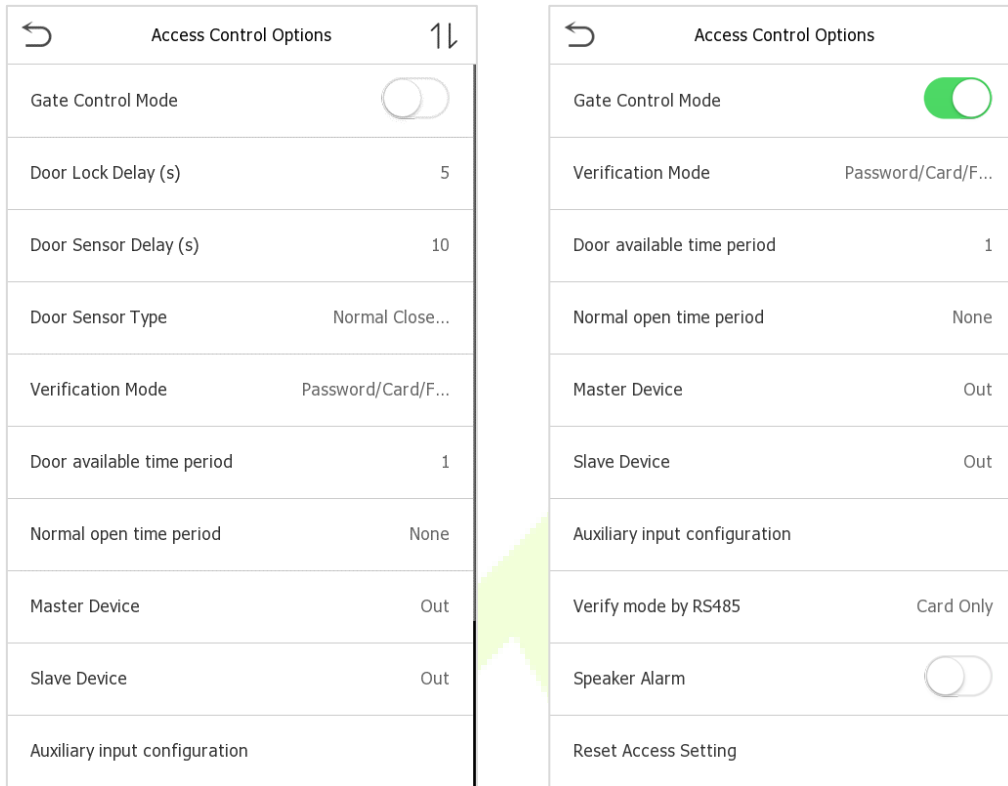 Access Control Options
Gate Control Mode
Door Lock Delay (s) 5
Door Sensor Delay (s) 10
Door Sensor Type Normal Close...
Verification Mode Password/Card/F...
Door available time period 1
Normal open time period None
Master Device Out
Slave Device Out
Auxiliary input configuration
Access Control Options
Gate Control Mode
Verification Mode Password/Card/F...
Door available time period 1
Normal open time period None
Master Device Out
Slave Device Out
Auxiliary input configuration
Verify mode by RS485 Card Only
Speaker Alarm
Reset Access Setting